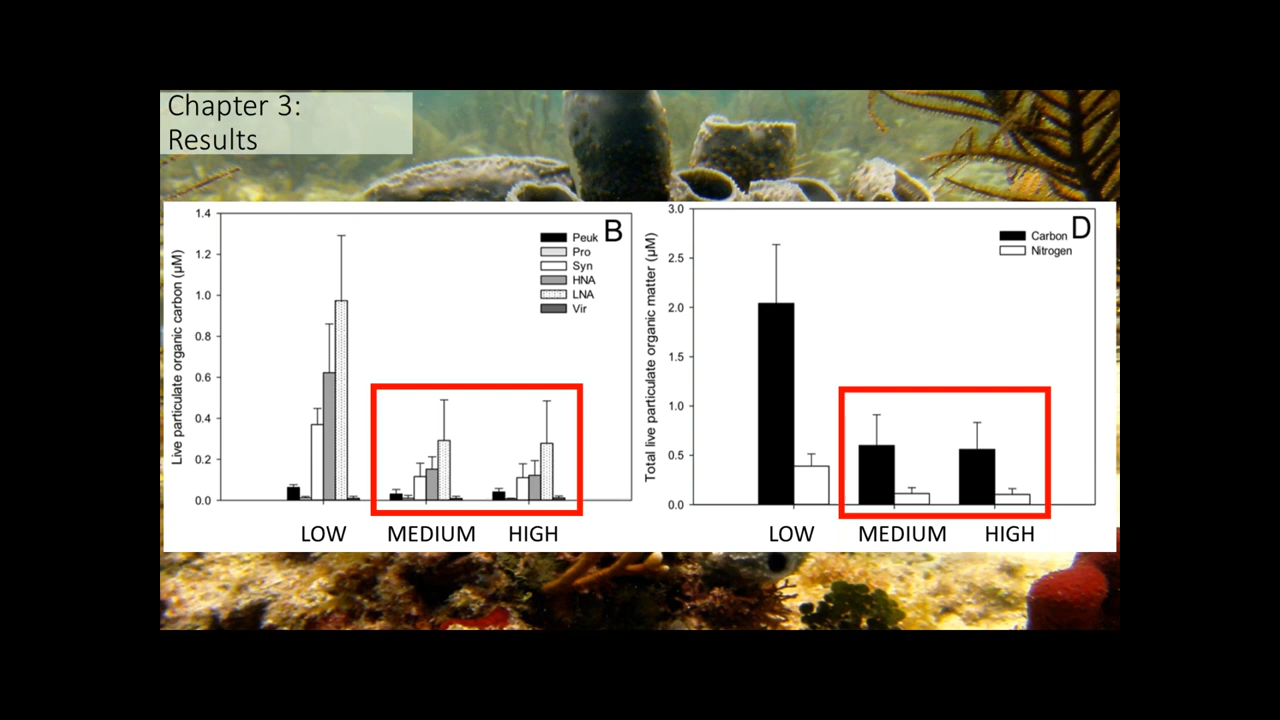 Chapter 3:
Results
Live particulate organic carbon (µM)
1.4
1.2
1.0
0.8
0.6
0.4
0.2
0.0
B
Peuk
Pro
Syn
HNA
LNA
Vir
LOW MEDIUM HIGH
Total live particulate organic matter (µM)
3.0
2.5
2.0
1.5
1.0
0.5
0.0
D
Carbon
Nitrogen
LOW MEDIUM HIGH